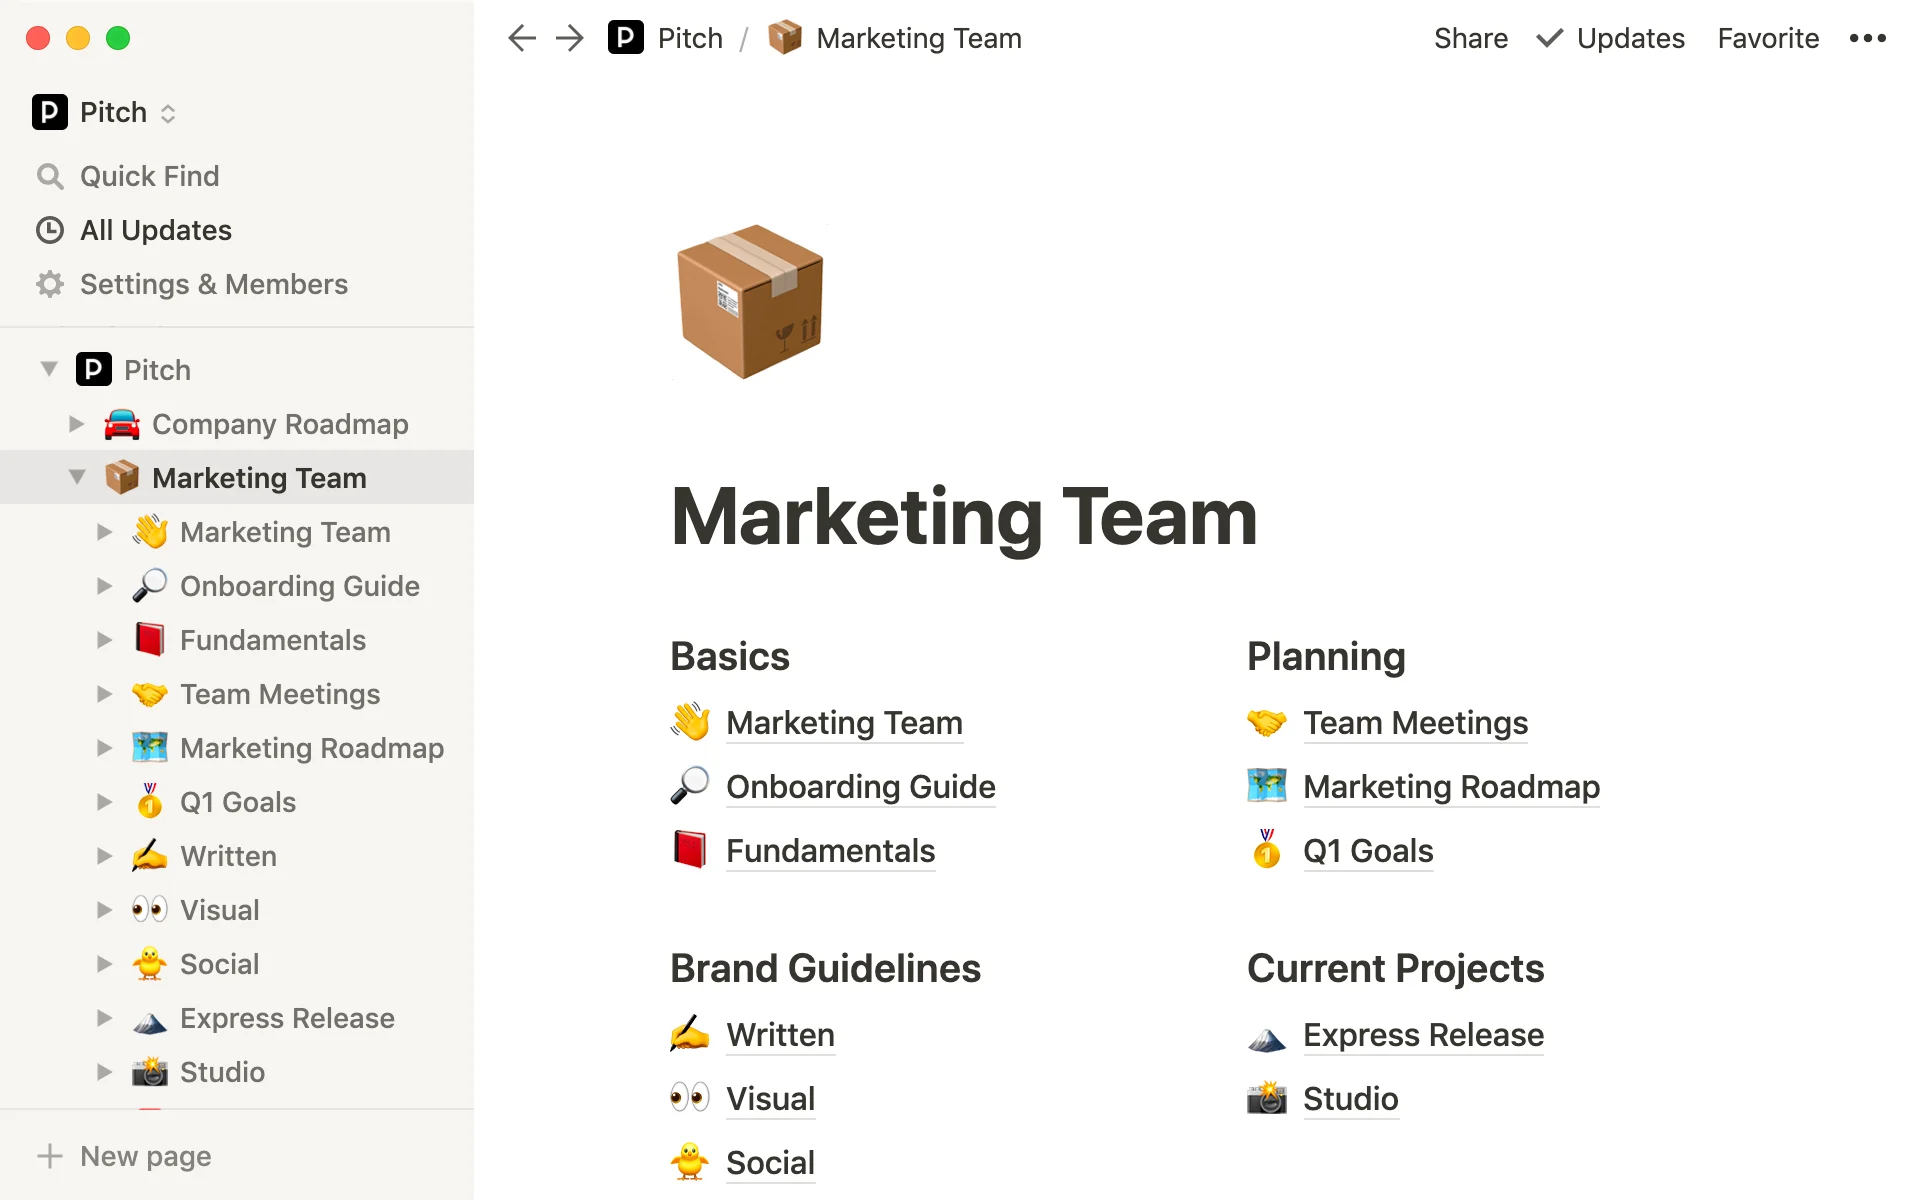 Pitch
Quick Find
All Updates
Settings & Members
Pitch
Company Roadmap
Marketing Team
Marketing Team
Onboarding Guide
Fundamentals
Team Meetings
Marketing Roadmap
Q1 Goals
Written
Visual
Social
Express Release
Studio
New page
Pitch / Marketing Team
Share Updates Favorite
Marketing Team
Basics
Marketing Team
Onboarding Guide
Fundamentals
Planning
Team Meetings
Marketing Roadmap
Q1 Goals
Brand Guidelines
Written
Visual
Social
Current Projects
Express Release
Studio